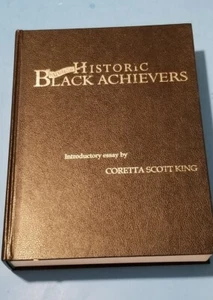 HISTORIC
BLACK ACHIEVERS
Introductory essay by
CORETTA SCOTT KING